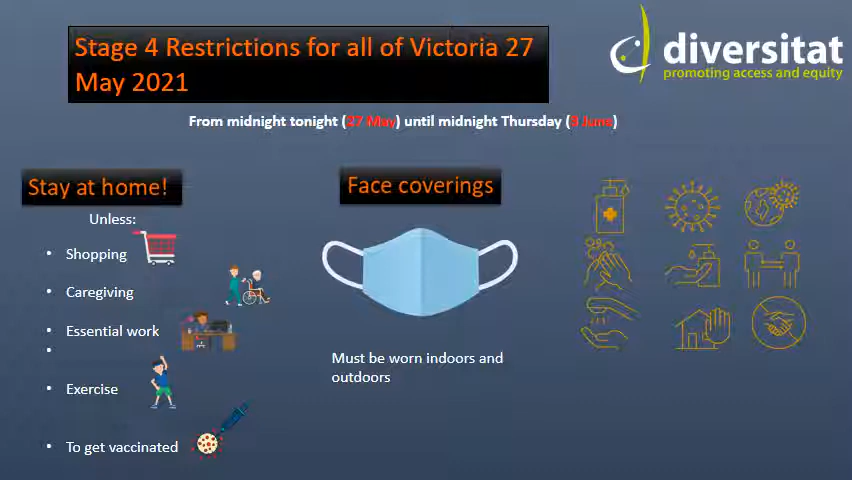 Stage 4 Restrictions for all of Victoria 27
May 2021
diversitat
promoting access and equity
From midnight tonight (27 May) until midnight Thursday (3 June)
Stay at home!
Unless:
• Shopping
• Caregiving
• Essential work
•
• Exercise
• To get vaccinated
Face coverings
Must be worn indoors and
outdoors